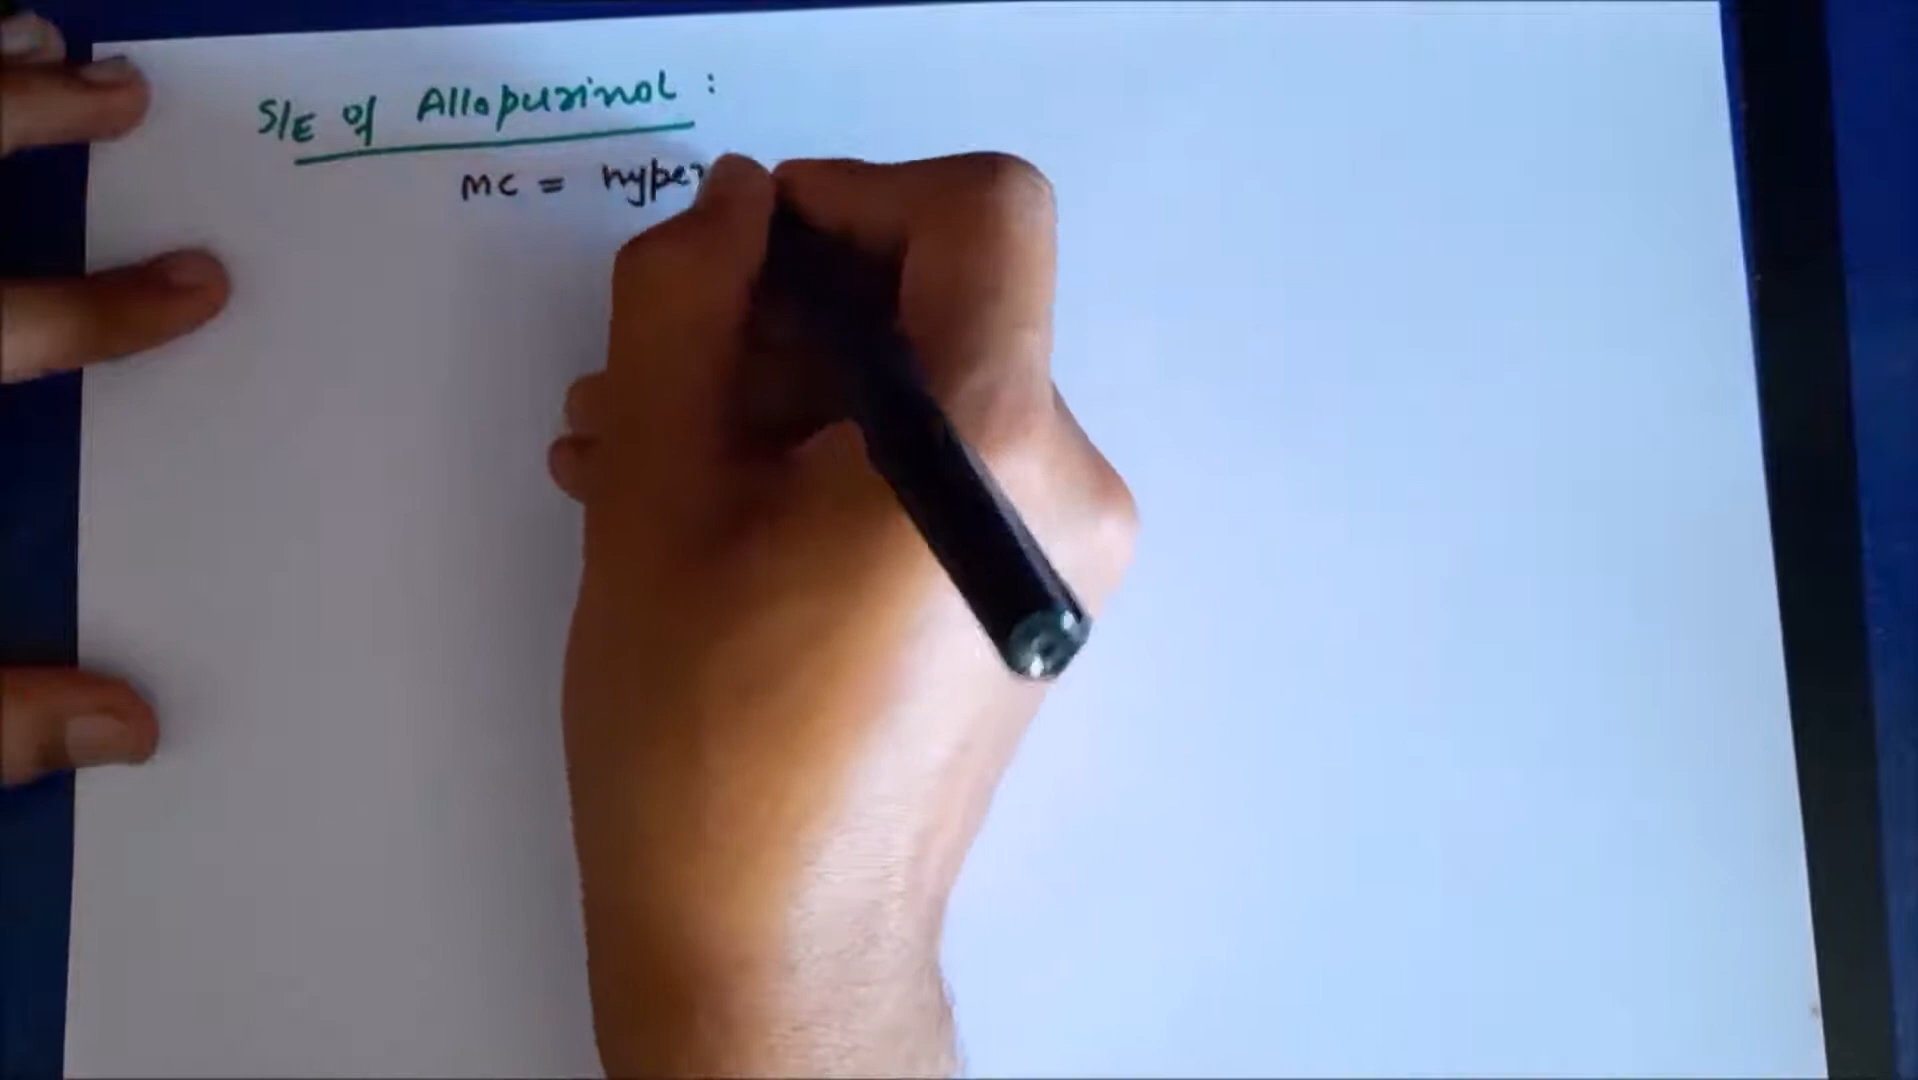 S/E of Allopurinol :
MC = hyper